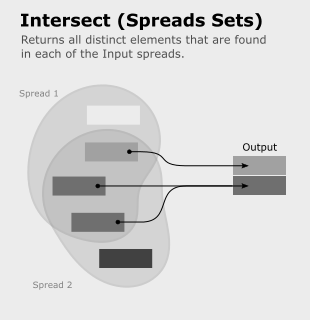 Intersect (Spreads Sets)
Returns all distinct elements that are found
in each of the Input spreads.
Spread 1
Output
Spread 2